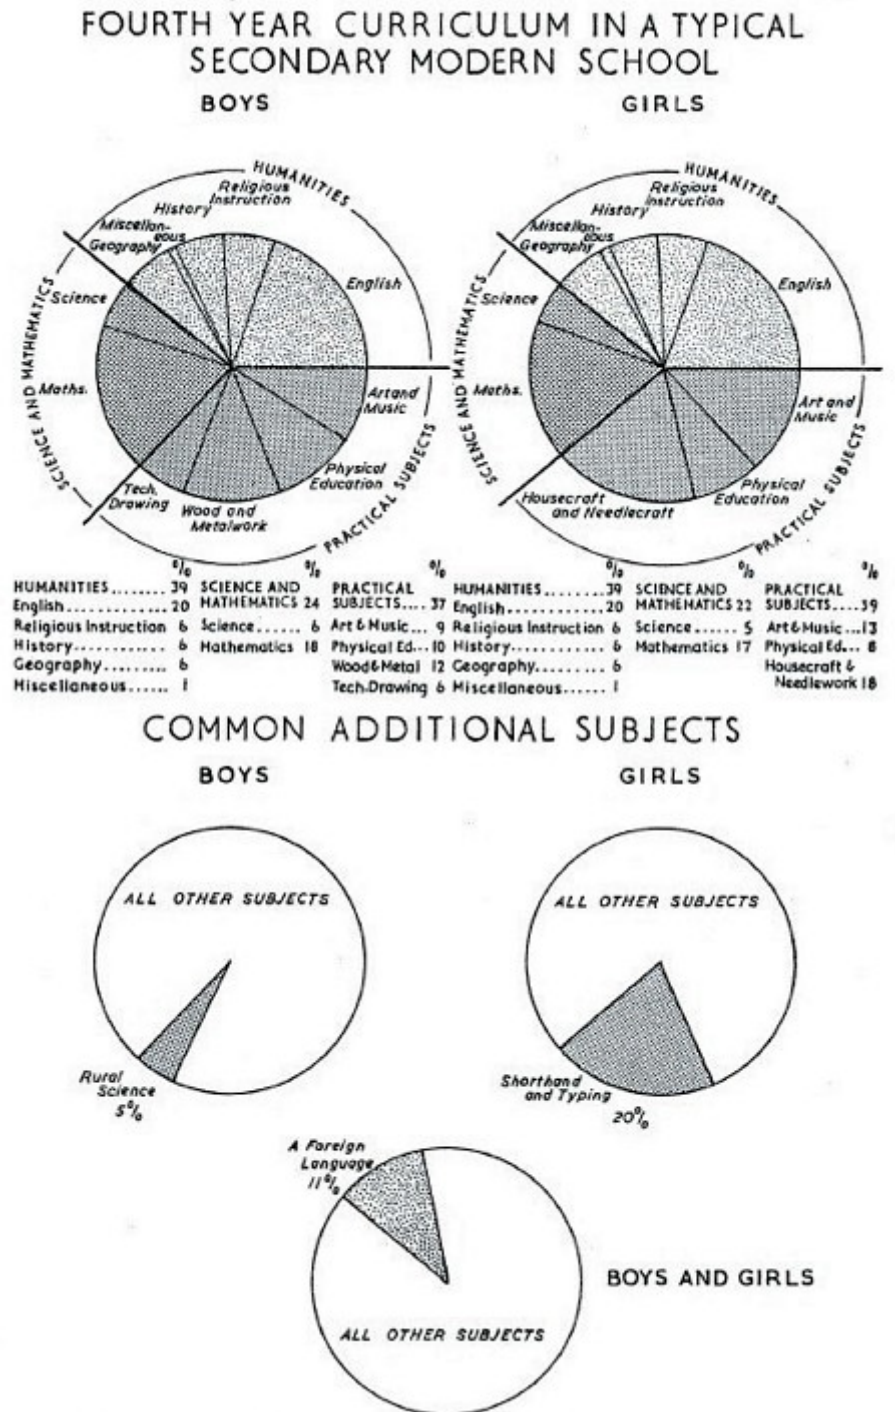 FOURTH YEAR CURRICULUM IN A TYPICAL
SECONDARY MODERN SCHOOL
BOYS
GIRLS
HUMANITIES
Religious
Instruction
History
Miscellan-
eous
Geography
English
Science
SCIENCE AND MATHEMATICS
Maths.
Art and
Music
Physical
Education
Tech.
Drawing
Wood and
Metalwork
PRACTICAL SUBJECTS
HUMANITIES
Religious
Instruction
History
Miscellan-
eous
Geography
English
Science
SCIENCE AND MATHEMATICS
Maths.
Art and
Music
Physical
Education
Housecraft
and Needlecraft
PRACTICAL SUBJECTS
%
HUMANITIES........ 39
English............ 20
Religious Instruction 6
History............ 6
Geography......... 6
Miscellaneous...... 1
%
SCIENCE AND
MATHEMATICS 24
Science...... 6
Mathematics 18
%
PRACTICAL
SUBJECTS.... 37
Art & Music... 9
Physical Ed... 10
Wood & Metal 12
Tech. Drawing 6
%
HUMANITIES........ 39
English............ 20
Religious Instruction 6
History............ 6
Geography......... 6
Miscellaneous...... 1
%
SCIENCE AND
MATHEMATICS 22
Science...... 5
Mathematics 17
%
PRACTICAL
SUBJECTS.... 39
Art & Music... 13
Physical Ed... 8
Housecraft &
Needlework 18
COMMON ADDITIONAL SUBJECTS
BOYS
GIRLS
ALL OTHER SUBJECTS
Rural
Science
5%
ALL OTHER SUBJECTS
Shorthand
and Typing
20%
A Foreign
Language
11%
BOYS AND GIRLS
ALL OTHER SUBJECTS